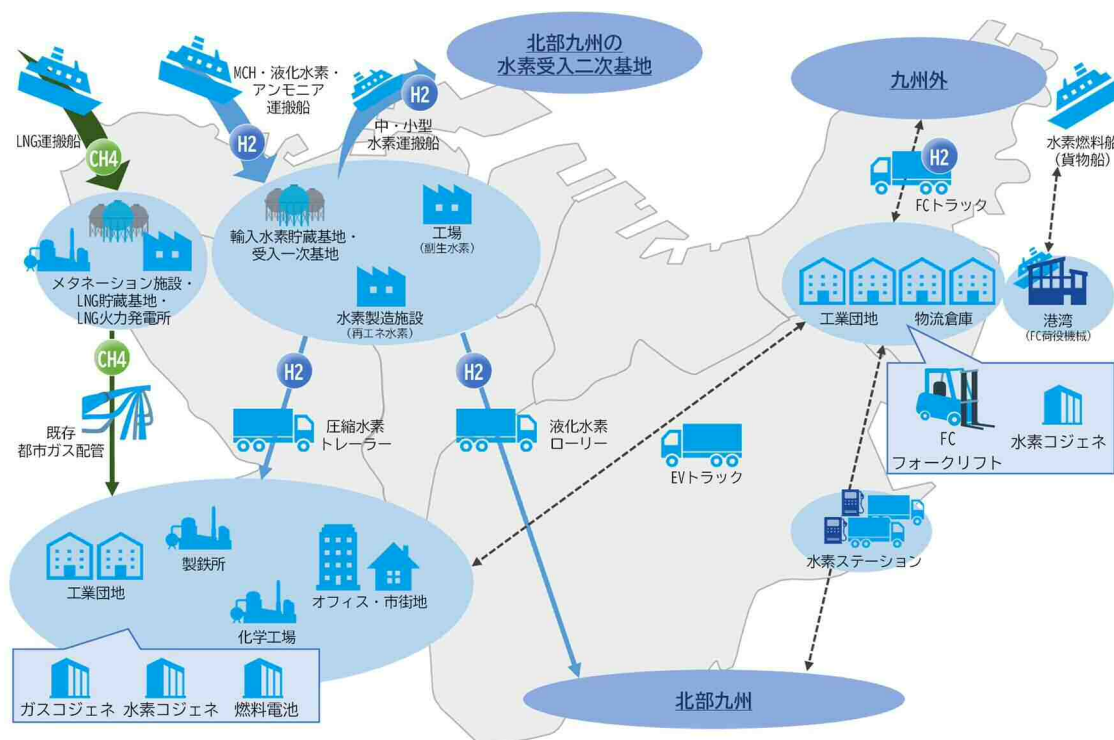 北部九州の
水素受入二次基地
九州外
MCH・液化水素・
アンモニア
運搬船
LNG運搬船
CH4
H2
H2
中・小型
水素運搬船
水素燃料船
(貨物船)
H2
FCトラック
輸入水素貯蔵基地・
受入一次基地
工場
(副生水素)
メタネーション施設・
LNG貯蔵基地・
LNG火力発電所
水素製造施設
(再エネ水素)
工業団地
物流倉庫
港湾
(FC荷役機械)
CH4
H2
H2
既存
都市ガス配管
圧縮水素
トレーラー
液化水素
ローリー
EVトラック
FC
フォークリフト
水素コジェネ
水素ステーション
工業団地
製鉄所
オフィス・市街地
化学工場
ガスコジェネ
水素コジェネ
燃料電池
北部九州